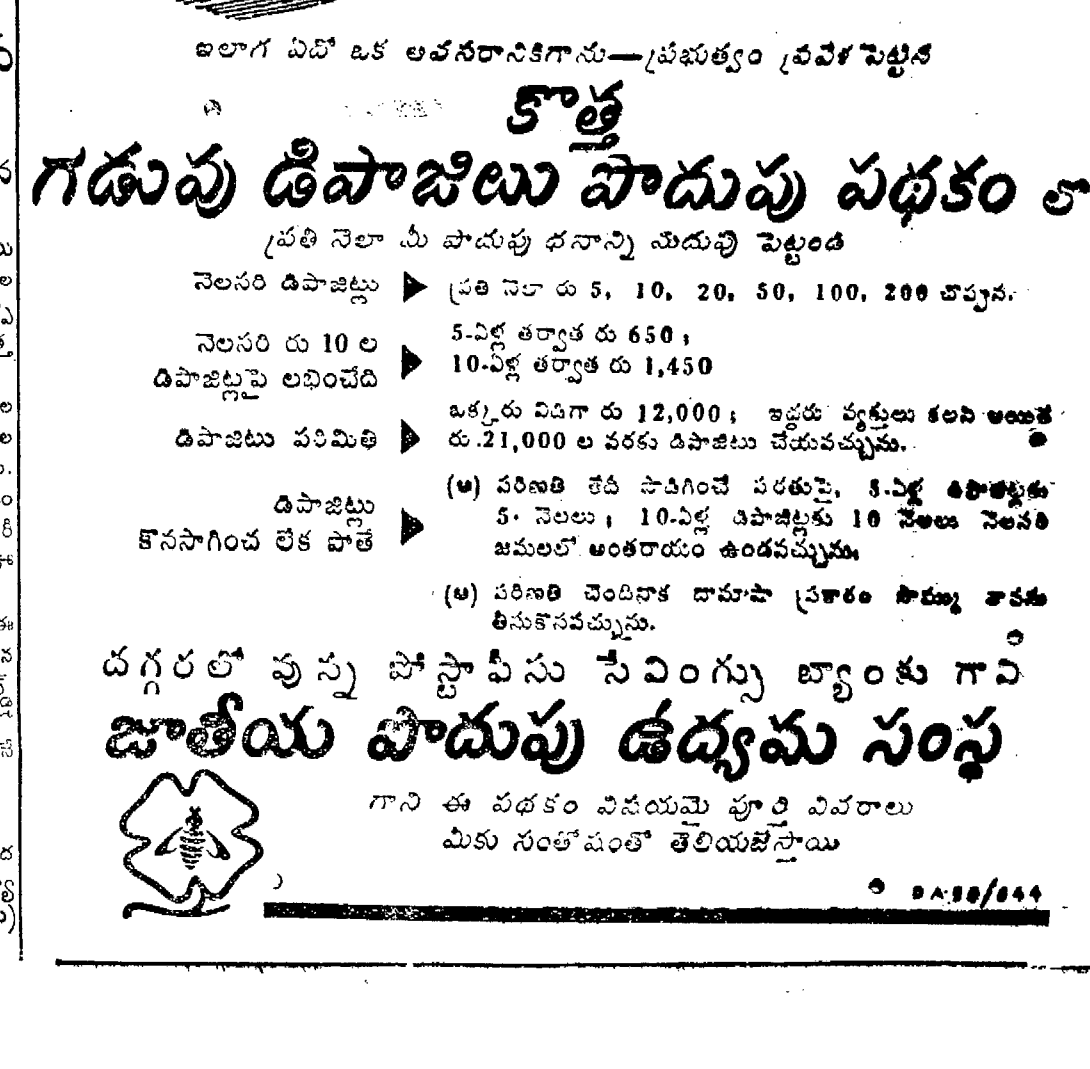 ఇలాగ ఏదో ఒక అవసరానికిగాను—ప్రభుత్వం ప్రవేశ పెట్టిన
కొత్త
గడువు డిపాజిటు పొదుపు పథకం లో
ప్రతి నెలా మీ పొదుపు ధనాన్ని మదుపు పెట్టండి
నెలసరి డిపాజిట్లు ▶ ప్రతి నెలా రు 5, 10, 20, 50, 100, 200 చొప్పున.
నెలసరి రు 10 ల
డిపాజిట్లపై లభించేది ▶ 5-ఏళ్ల తర్వాత రు 650 ;
10-ఏళ్ల తర్వాత రు 1,450
డిపాజిటు పరిమితి ▶ ఒక్కరు విడిగా రు 12,000 ; ఇద్దరు వ్యక్తులు కలసి అయితే
రు.21,000 ల వరకు డిపాజిటు చేయవచ్చును.
డిపాజిట్లు
కొనసాగించ లేక పోతే ▶ (అ) పరిణతి తేదీ పొడిగించే షరతుపై, 5-ఏళ్ల డిపాజిట్లకు
5 నెలలు ; 10-ఏళ్ల డిపాజిట్లకు 10 నెలలు నెలసరి
జమలలో అంతరాయం ఉండవచ్చును.
(ఆ) పరిణతి చెందినాక దామాషా ప్రకారం సొమ్ము వాపసు
తీసుకొనవచ్చును.
దగ్గరలో వున్న పోస్టాఫీసు సేవింగ్సు బ్యాంకు గాని
జాతీయ పొదుపు ఉద్యమ సంస్థ
గాని ఈ పథకం విషయమై పూర్తి వివరాలు
మీకు సంతోషంతో తెలియజేస్తాయి